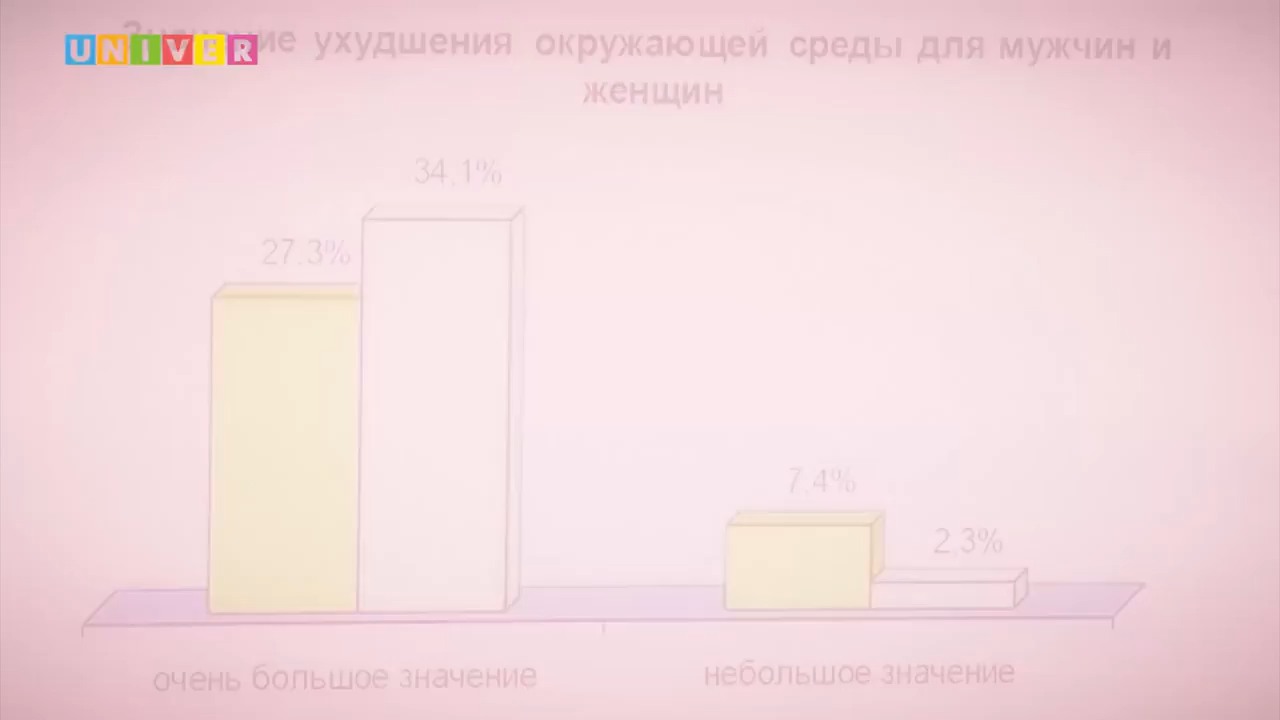 UNIVER
ухудшения окружающей среды для мужчин и
женщин
34,1%
27,3%
7,4%
2,3%
очень большое значение
небольшое значение